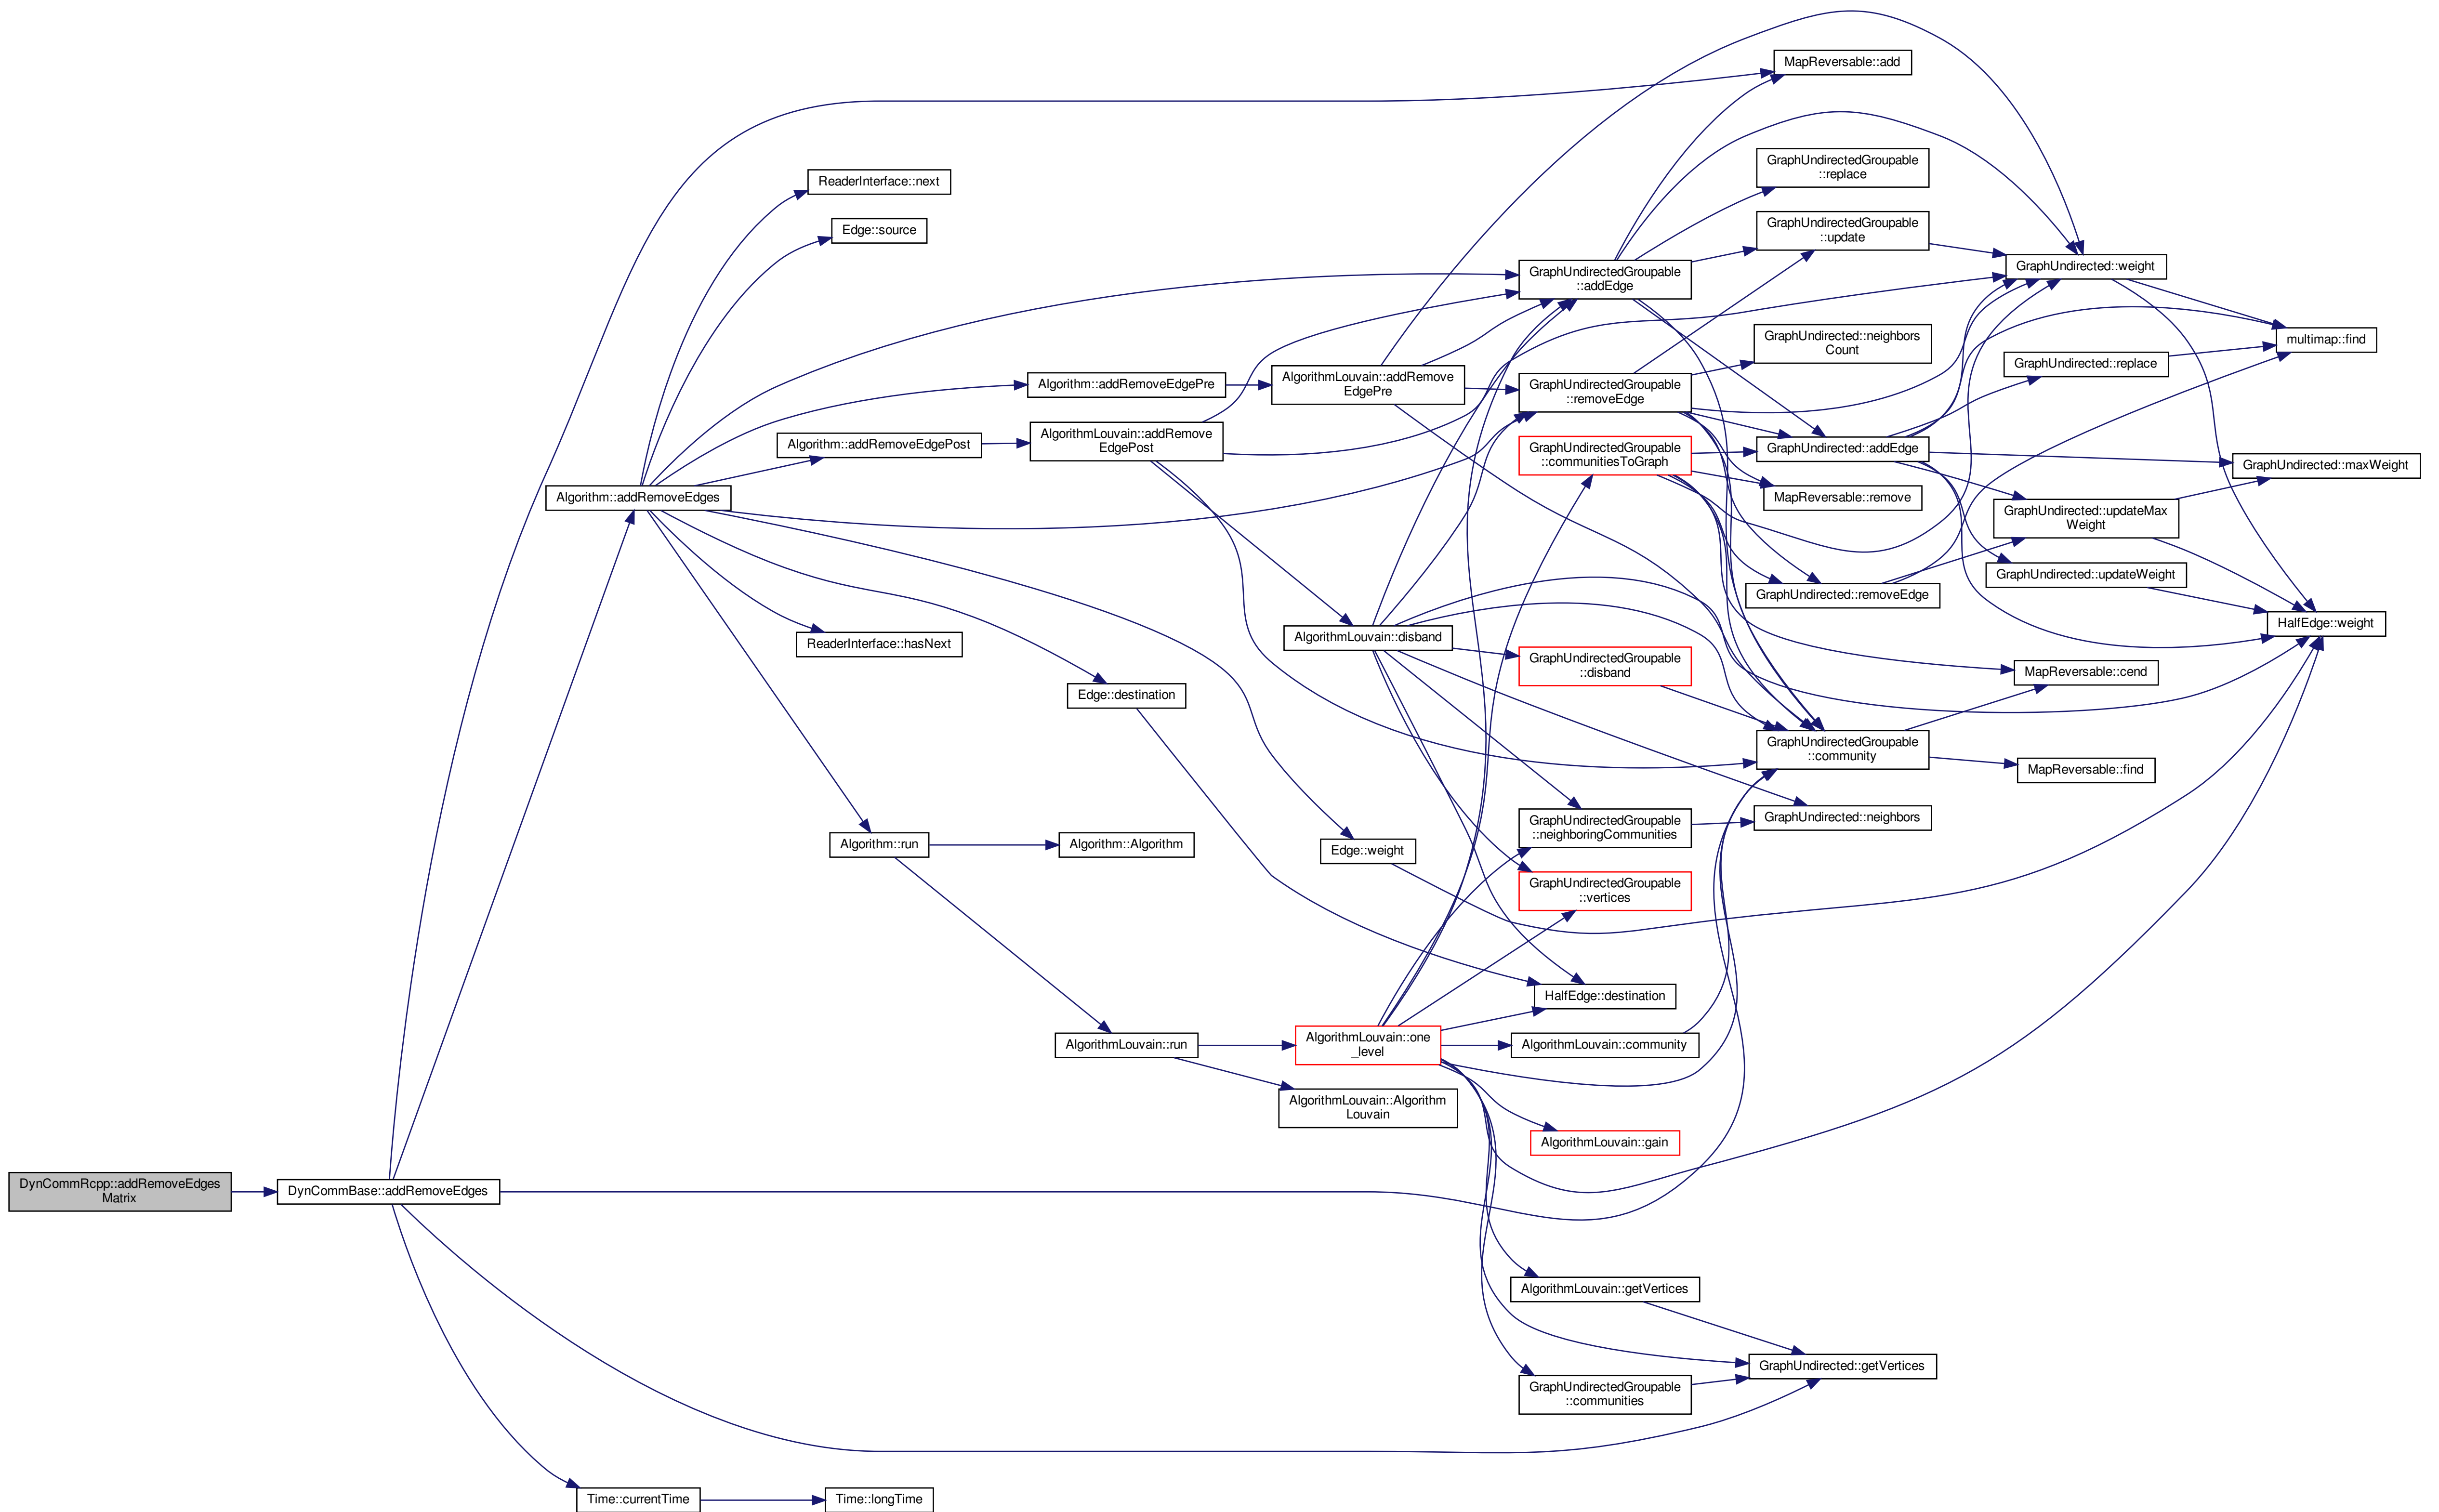 DynCommRcpp::addRemoveEdges
Matrix
DynCommBase::addRemoveEdges
Algorithm::addRemoveEdges
Time::currentTime
ReaderInterface::next
Edge::source
Algorithm::addRemoveEdgePost
ReaderInterface::hasNext
Algorithm::run
Time::longTime
Algorithm::addRemoveEdgePre
AlgorithmLouvain::addRemove
EdgePost
Edge::destination
Algorithm::Algorithm
AlgorithmLouvain::run
AlgorithmLouvain::addRemove
EdgePre
AlgorithmLouvain::disband
Edge::weight
AlgorithmLouvain::one
_level
AlgorithmLouvain::Algorithm
Louvain
GraphUndirectedGroupable
::addEdge
GraphUndirectedGroupable
::removeEdge
GraphUndirectedGroupable
::communitiesToGraph
GraphUndirectedGroupable
::disband
GraphUndirectedGroupable
::neighboringCommunities
GraphUndirectedGroupable
::vertices
HalfEdge::destination
AlgorithmLouvain::community
AlgorithmLouvain::gain
AlgorithmLouvain::getVertices
GraphUndirectedGroupable
::communities
MapReversable::add
GraphUndirectedGroupable
::replace
GraphUndirectedGroupable
::update
GraphUndirected::neighbors
Count
GraphUndirected::addEdge
MapReversable::remove
GraphUndirected::removeEdge
GraphUndirectedGroupable
::community
GraphUndirected::neighbors
GraphUndirected::getVertices
GraphUndirected::weight
GraphUndirected::replace
GraphUndirected::updateMax
Weight
GraphUndirected::updateWeight
MapReversable::cend
MapReversable::find
multimap::find
GraphUndirected::maxWeight
HalfEdge::weight